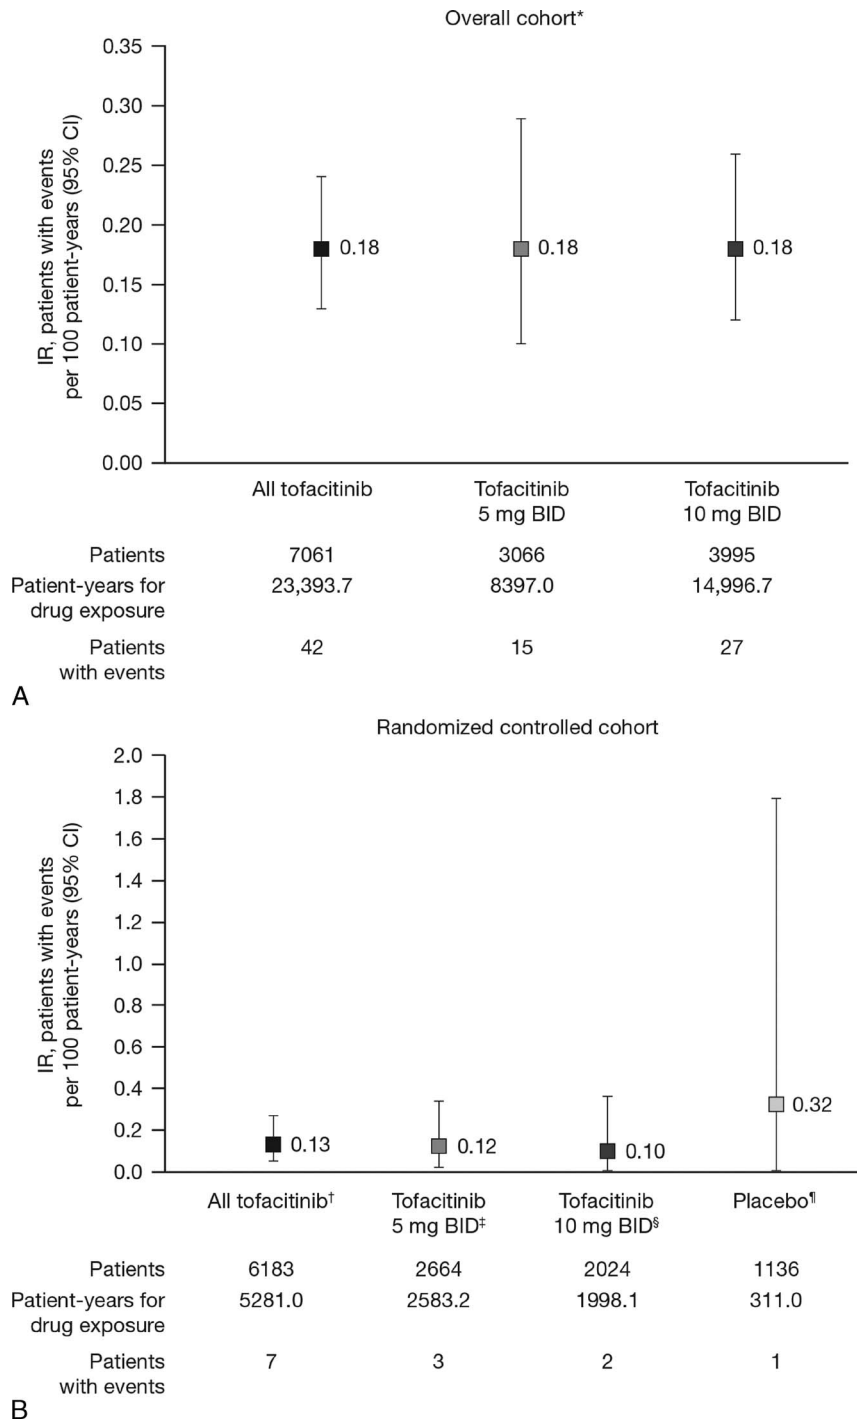 Overall cohort*
IR, patients with events
per 100 patient-years (95% CI)
0.35
0.30
0.25
0.20
0.15
0.10
0.05
0.00
0.18
0.18
0.18
All tofacitinib
Tofacitinib
5 mg BID
Tofacitinib
10 mg BID
Patients 7061 3066 3995
Patient-years for
drug exposure
23,393.7 8397.0 14,996.7
Patients
with events
42 15 27
A
Randomized controlled cohort
IR, patients with events
per 100 patient-years (95% CI)
2.0
1.8
1.6
1.4
1.2
1.0
0.8
0.6
0.4
0.2
0.0
0.13
0.12
0.10
0.32
All tofacitinib†
Tofacitinib
5 mg BID‡
Tofacitinib
10 mg BID§
Placebo¶
Patients 6183 2664 2024 1136
Patient-years for
drug exposure
5281.0 2583.2 1998.1 311.0
Patients
with events
7 3 2 1
B